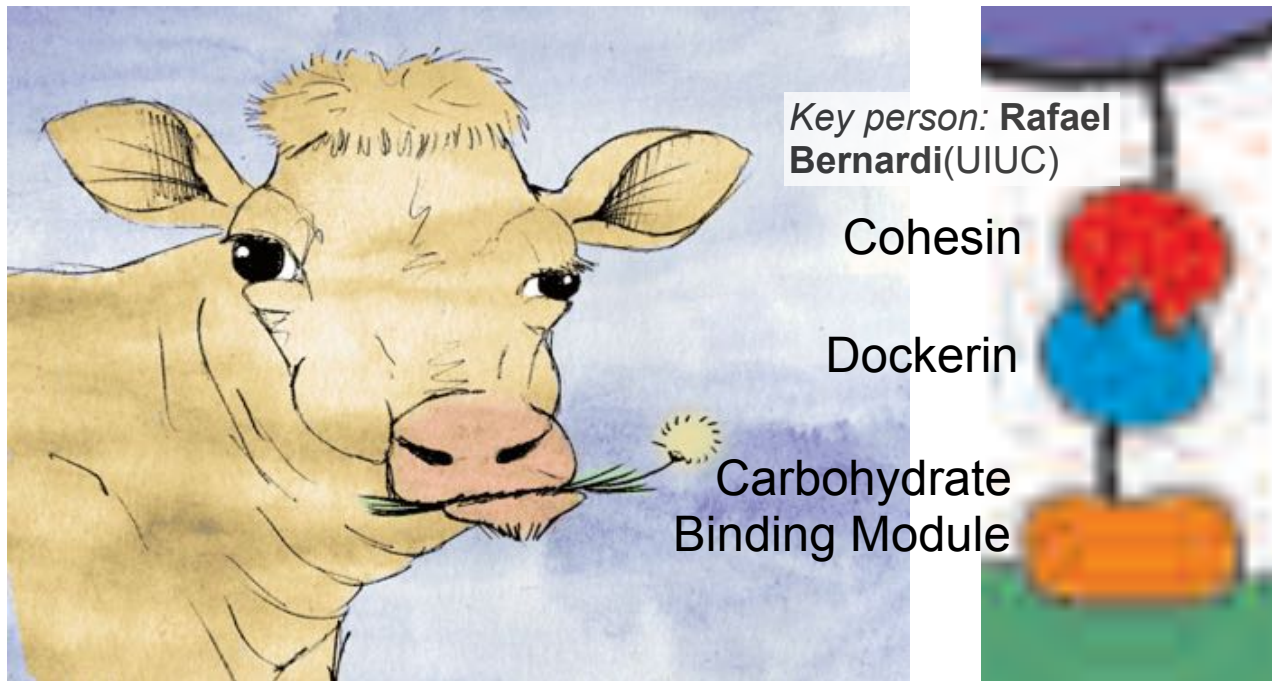 Key person: Rafael
Bernardi(UIUC)
Cohesin
Dockerin
Carbohydrate
Binding Module